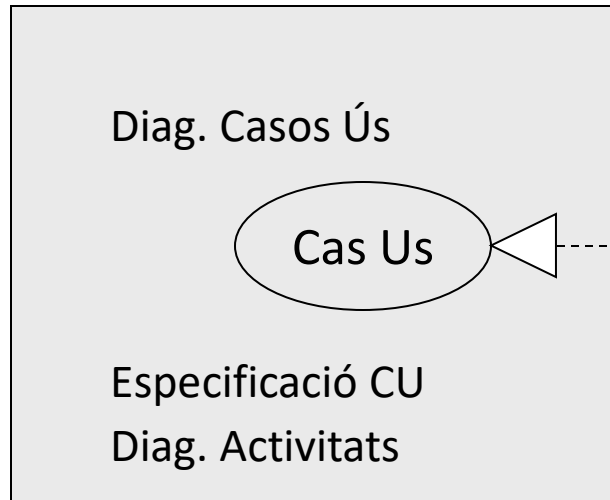 Diag. Casos Ús
Cas Us
Especificació CU
Diag. Activitats